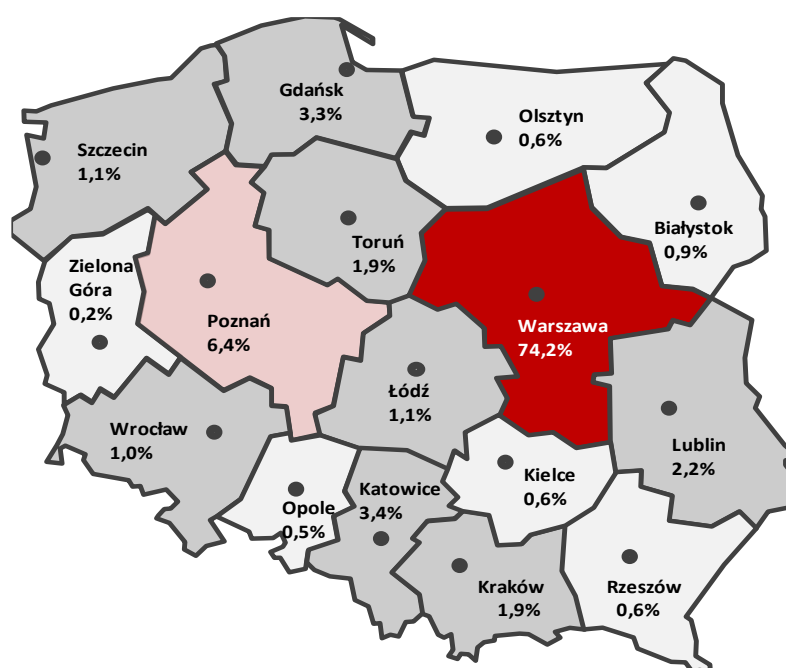 Gdańsk
3,3%
Olsztyn
0,6%
Szczecin
1,1%
Toruń
1,9%
Białystok
0,9%
Zielona
Góra
0,2%
Poznań
6,4%
Warszawa
74,2%
Łódź
1,1%
Wrocław
1,0%
Lublin
2,2%
Kielce
0,6%
Opole
0,5%
Katowice
3,4%
Kraków
1,9%
Rzeszów
0,6%